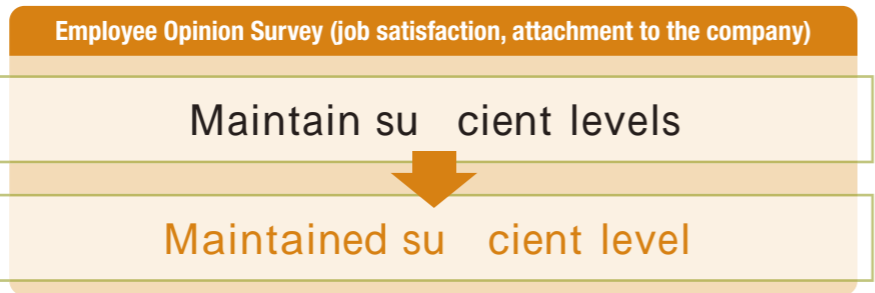 Employee Opinion Survey (job satisfaction, attachment to the company)
Maintain su cient levels
Maintained su cient level